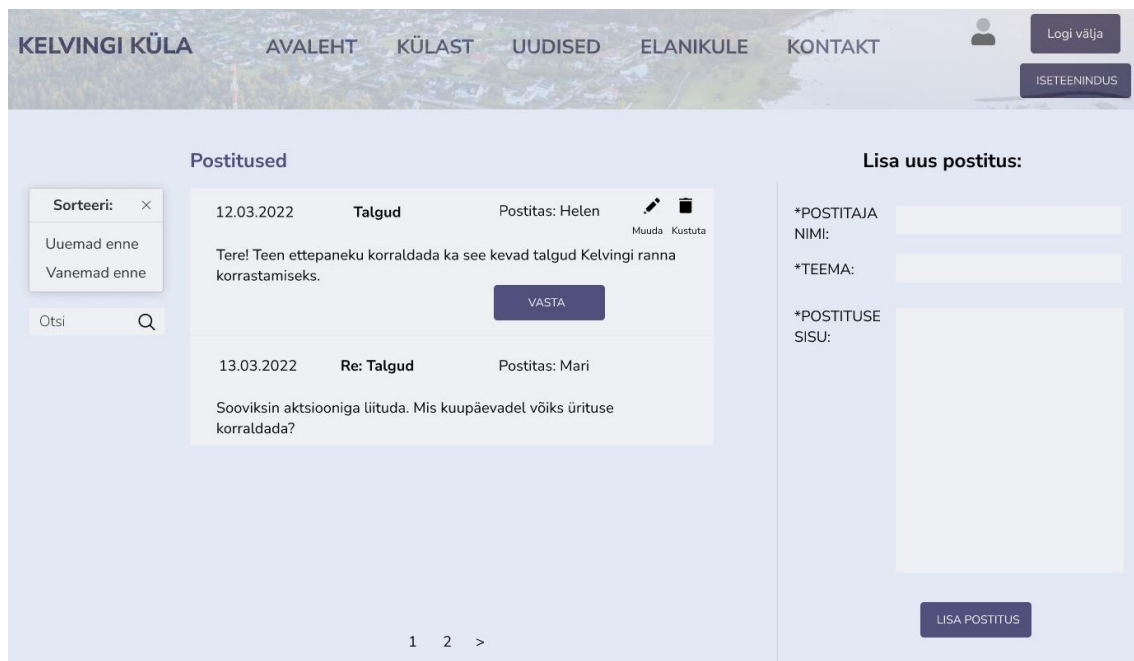 KELVINGI KÜLA
AVALEHT
KÜLAST
UUDISED
ELANIKULE
KONTAKT
Logi välja
ISETEENINDUS
Postitused
Sorteeri: ×
Uuemad enne
Vanemad enne
Otsi
12.03.2022 Talgud Postitas: Helen
Muuda Kustuta
Tere! Teen ettepaneku korraldada ka see kevad talgud Kelvingi ranna
korrastamiseks.
VASTA
13.03.2022 Re: Talgud Postitas: Mari
Sooviksin aktsiooniga liituda. Mis kuupäevadel võiks ürituse
korraldada?
1 2 >
Lisa uus postitus:
*POSTITAJA
NIMI:
*TEEMA:
*POSTITUSE
SISU:
LISA POSTITUS